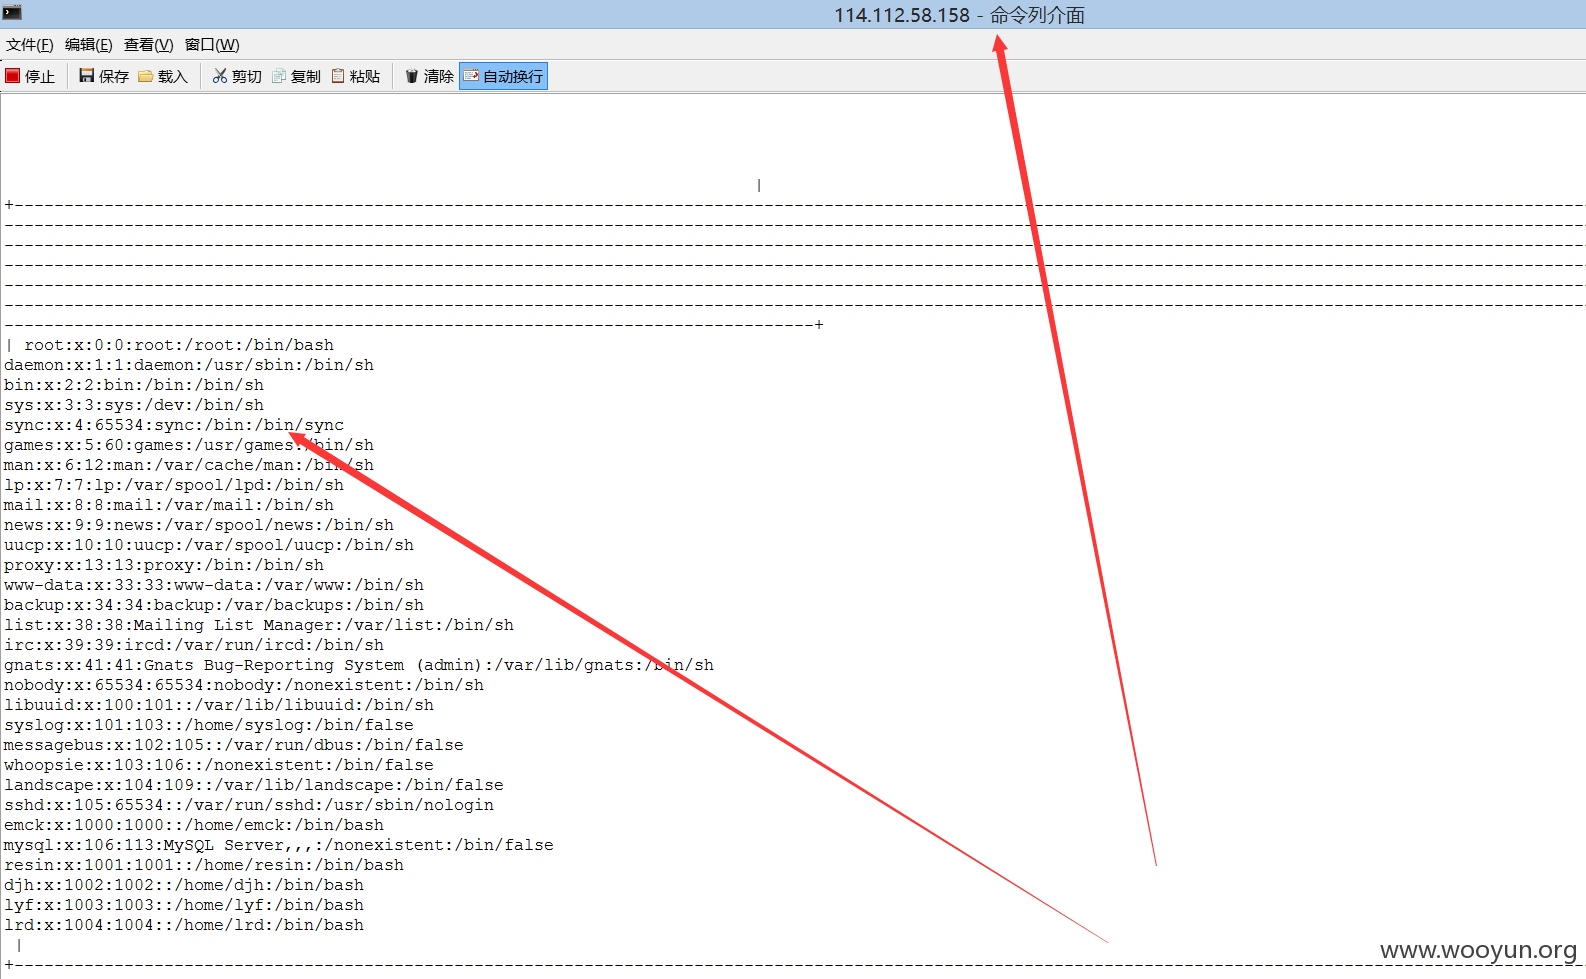 114.112.58.158 - 命令列介面
文件(F) 编辑(E) 查看(V) 窗口(W)
停止 保存 载入 剪切 复制 粘贴 清除 自动换行
|
+------------------------------------------------------------------------------
------------------------------------------------------------------------------
------------------------------------------------------------------------------
------------------------------------------------------------------------------
------------------------------------------------------------------------------
------------------------------------------------------------------------------
---------------------------------------------------------------------------------+
| root:x:0:0:root:/root:/bin/bash
daemon:x:1:1:daemon:/usr/sbin:/bin/sh
bin:x:2:2:bin:/bin:/bin/sh
sys:x:3:3:sys:/dev:/bin/sh
sync:x:4:65534:sync:/bin:/bin/sync
games:x:5:60:games:/usr/games:/bin/sh
man:x:6:12:man:/var/cache/man:/bin/sh
lp:x:7:7:lp:/var/spool/lpd:/bin/sh
mail:x:8:8:mail:/var/mail:/bin/sh
news:x:9:9:news:/var/spool/news:/bin/sh
uucp:x:10:10:uucp:/var/spool/uucp:/bin/sh
proxy:x:13:13:proxy:/bin:/bin/sh
www-data:x:33:33:www-data:/var/www:/bin/sh
backup:x:34:34:backup:/var/backups:/bin/sh
list:x:38:38:Mailing List Manager:/var/list:/bin/sh
irc:x:39:39:ircd:/var/run/ircd:/bin/sh
gnats:x:41:41:Gnats Bug-Reporting System (admin):/var/lib/gnats:/bin/sh
nobody:x:65534:65534:nobody:/nonexistent:/bin/sh
libuuid:x:100:101::/var/lib/libuuid:/bin/sh
syslog:x:101:103::/home/syslog:/bin/false
messagebus:x:102:105::/var/run/dbus:/bin/false
whoopsie:x:103:106::/nonexistent:/bin/false
landscape:x:104:109::/var/lib/landscape:/bin/false
sshd:x:105:65534::/var/run/sshd:/usr/sbin/nologin
emck:x:1000:1000::/home/emck:/bin/bash
mysql:x:106:113:MySQL Server,,,:/nonexistent:/bin/false
resin:x:1001:1001::/home/resin:/bin/bash
djh:x:1002:1002::/home/djh:/bin/bash
lyf:x:1003:1003::/home/lyf:/bin/bash
lrd:x:1004:1004::/home/lrd:/bin/bash
|
+------------------------------------------------------------------------------
www.wooyun.org